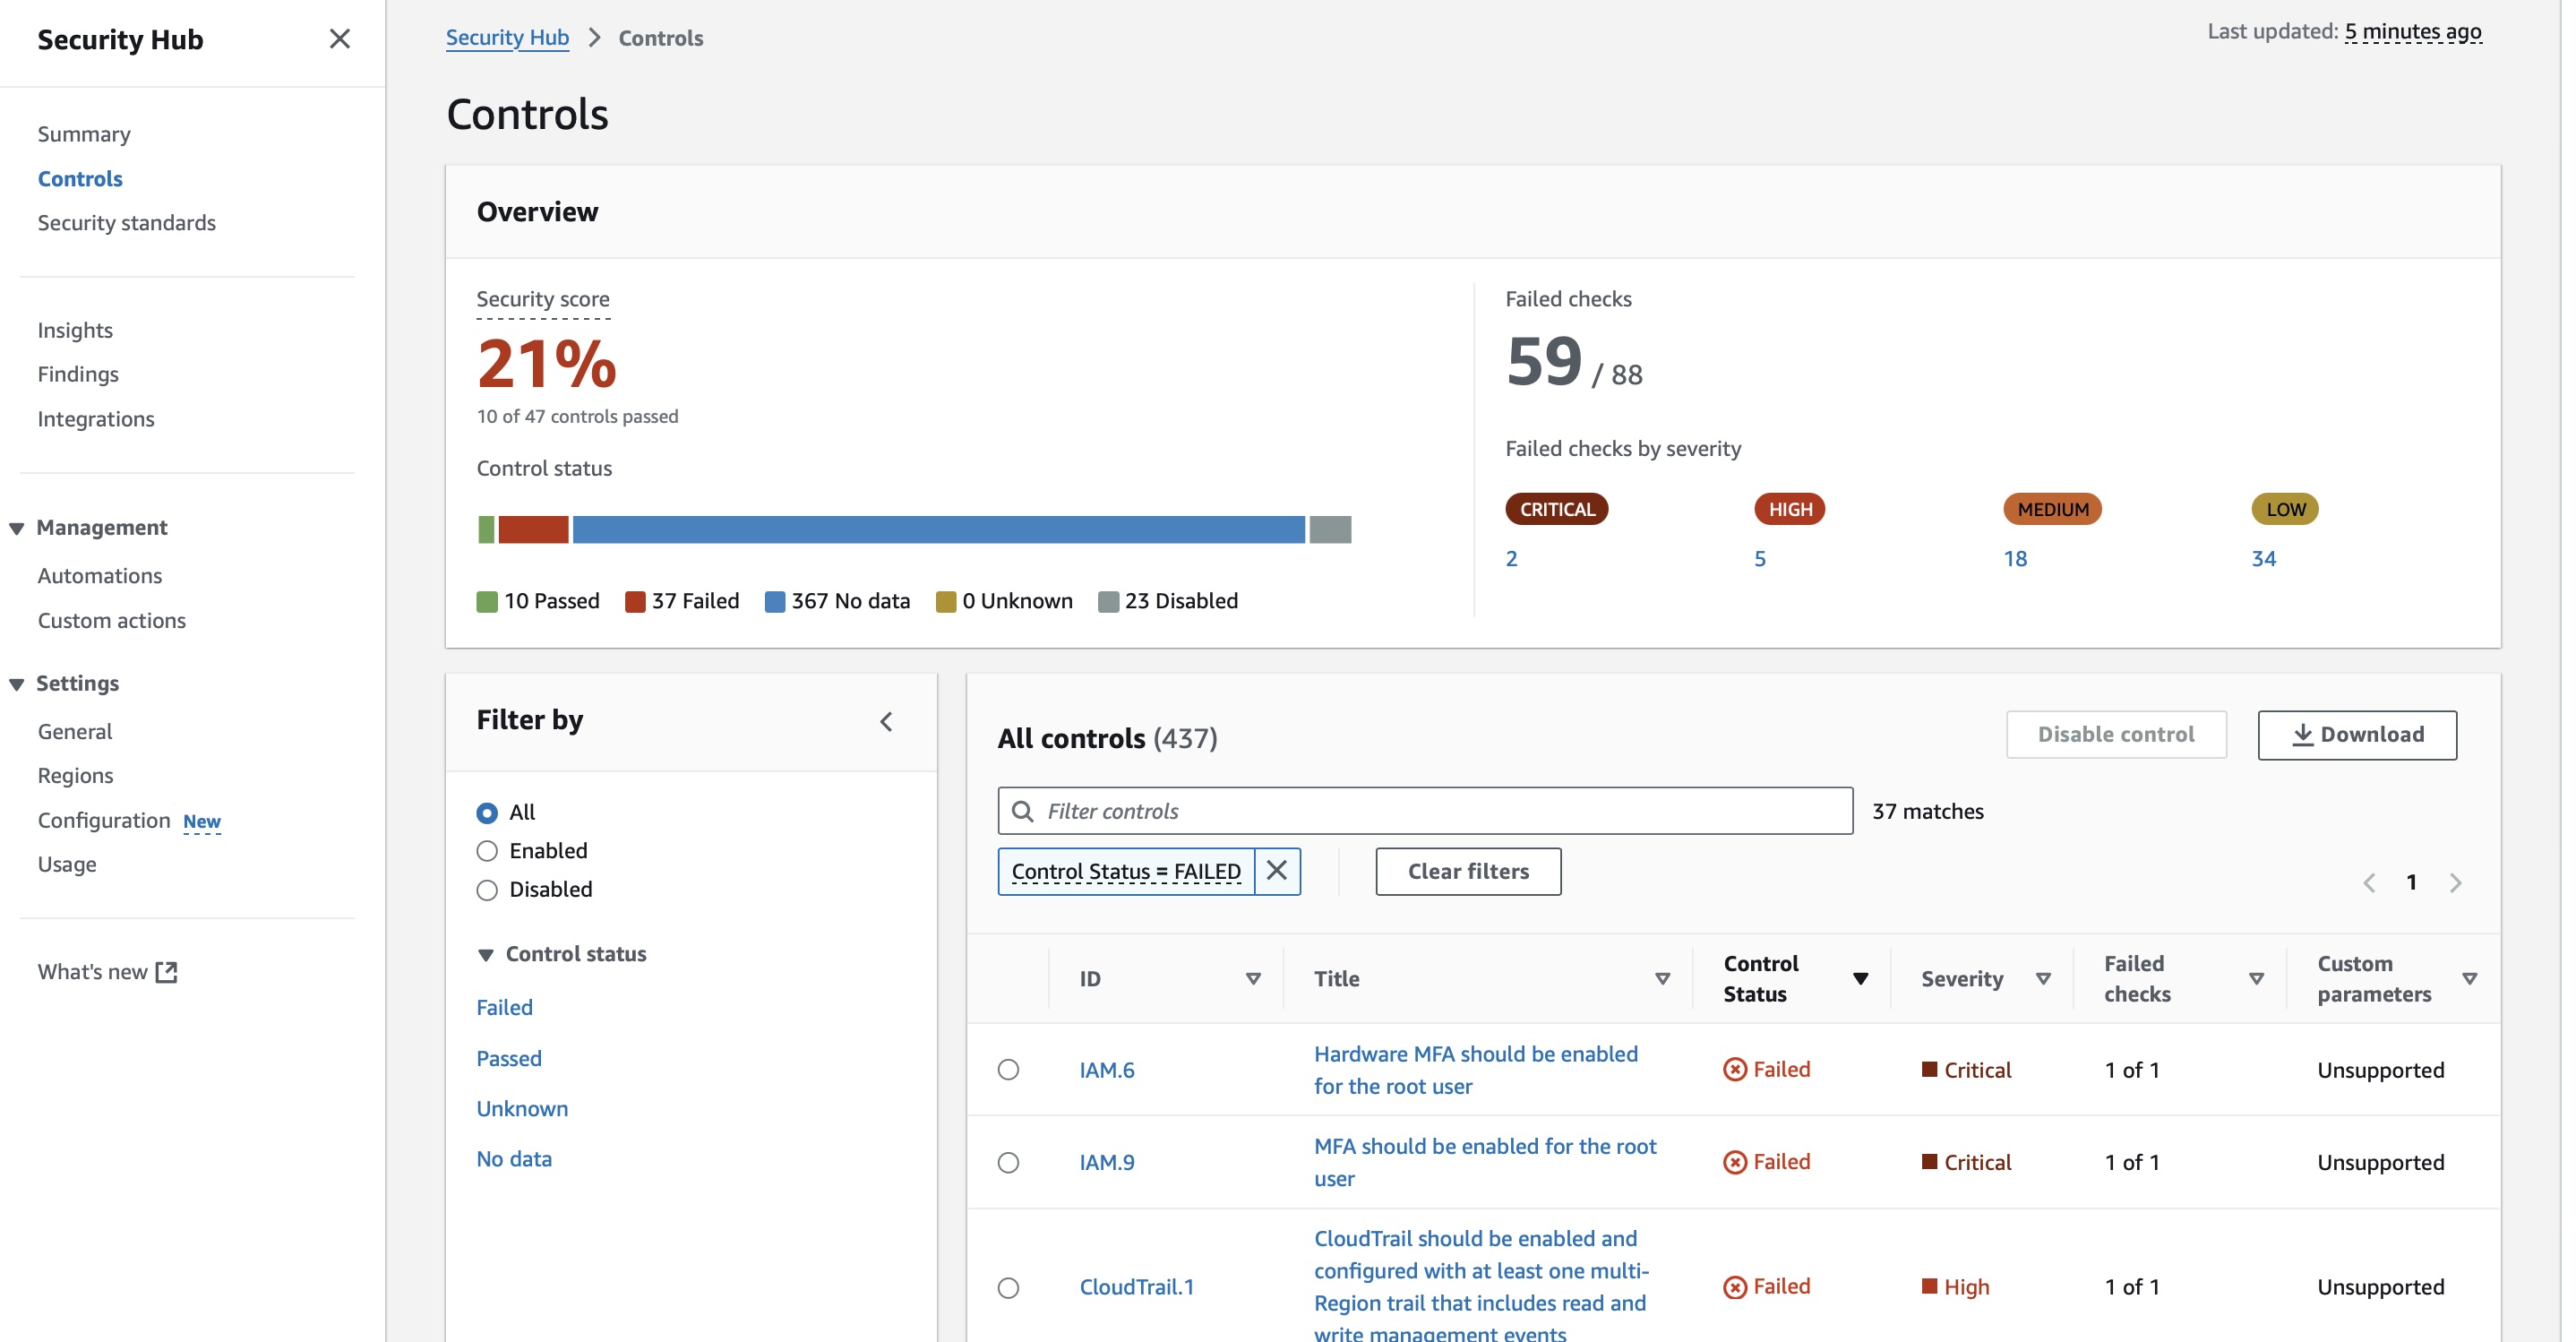 Security Hub
Summary
Controls
Security standards
Insights
Findings
Integrations
Management
Automations
Custom actions
Settings
General
Regions
Configuration New
Usage
What's new
Security Hub > Controls
Last updated: 5 minutes ago
Controls
Overview
Security score
21%
10 of 47 controls passed
Control status
10 Passed 37 Failed 367 No data 0 Unknown 23 Disabled
Failed checks
59 / 88
Failed checks by severity
CRITICAL HIGH MEDIUM LOW
2 5 18 34
Filter by
All
Enabled
Disabled
Control status
Failed
Passed
Unknown
No data
All controls (437)
Disable control Download
Filter controls 37 matches
Control Status = FAILED Clear filters
1
ID Title Control Status Severity Failed checks Custom parameters
IAM.6 Hardware MFA should be enabled for the root user Failed Critical 1 of 1 Unsupported
IAM.9 MFA should be enabled for the root user Failed Critical 1 of 1 Unsupported
CloudTrail.1 CloudTrail should be enabled and configured with at least one multi-Region trail that includes read and write management events Failed High 1 of 1 Unsupported